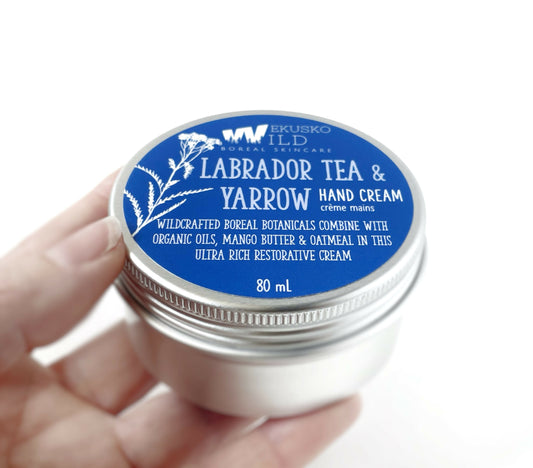 WEKUSKO
WILD
BOREAL SKINCARE
LABRADOR TEA &
YARROW HAND CREAM
crème mains
WILDCRAFTED BOREAL BOTANICALS COMBINE WITH
ORGANIC OILS, MANGO BUTTER & OATMEAL IN THIS
ULTRA RICH RESTORATIVE CREAM
80 mL